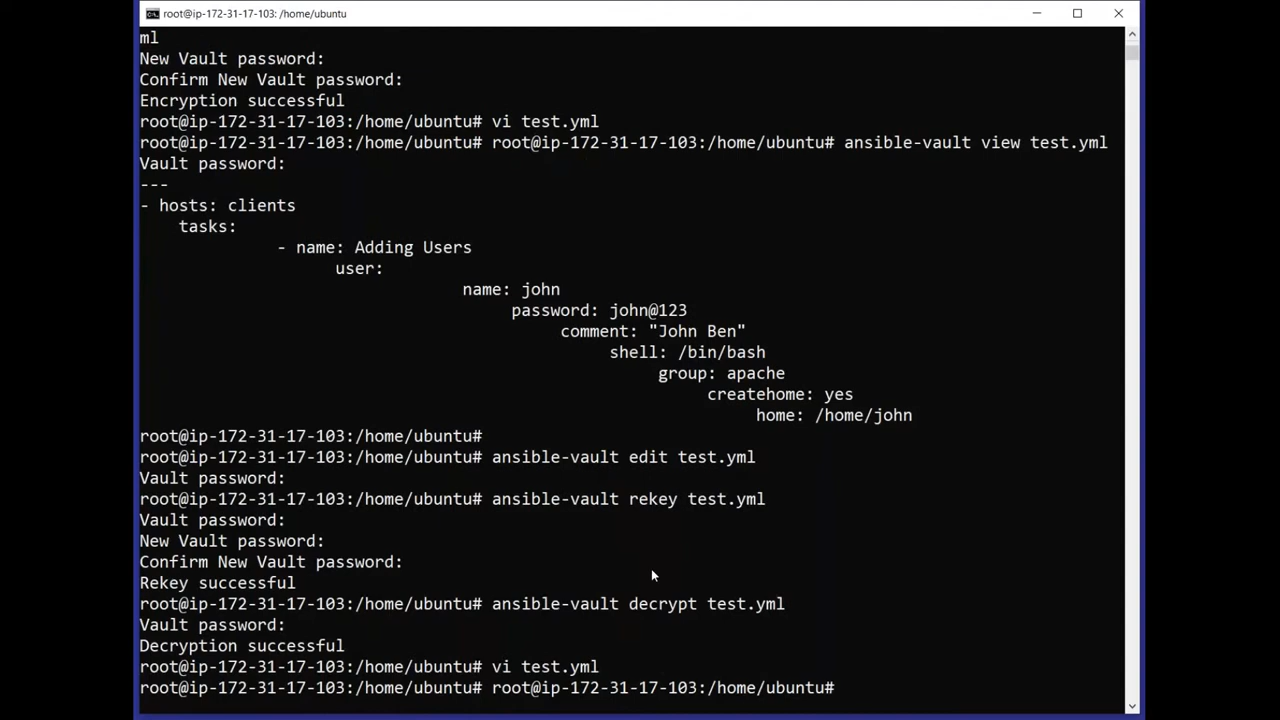 root@ip-172-31-17-103: /home/ubuntu
ml
New Vault password:
Confirm New Vault password:
Encryption successful
root@ip-172-31-17-103:/home/ubuntu# vi test.yml
root@ip-172-31-17-103:/home/ubuntu# root@ip-172-31-17-103:/home/ubuntu# ansible-vault view test.yml
Vault password:
---
- hosts: clients
    tasks:
              - name: Adding Users
                    user:
                                 name: john
                                      password: john@123
                                           comment: "John Ben"
                                                shell: /bin/bash
                                                     group: apache
                                                          createhome: yes
                                                               home: /home/john
root@ip-172-31-17-103:/home/ubuntu#
root@ip-172-31-17-103:/home/ubuntu# ansible-vault edit test.yml
Vault password:
root@ip-172-31-17-103:/home/ubuntu# ansible-vault rekey test.yml
Vault password:
New Vault password:
Confirm New Vault password:
Rekey successful
root@ip-172-31-17-103:/home/ubuntu# ansible-vault decrypt test.yml
Vault password:
Decryption successful
root@ip-172-31-17-103:/home/ubuntu# vi test.yml
root@ip-172-31-17-103:/home/ubuntu# root@ip-172-31-17-103:/home/ubuntu#